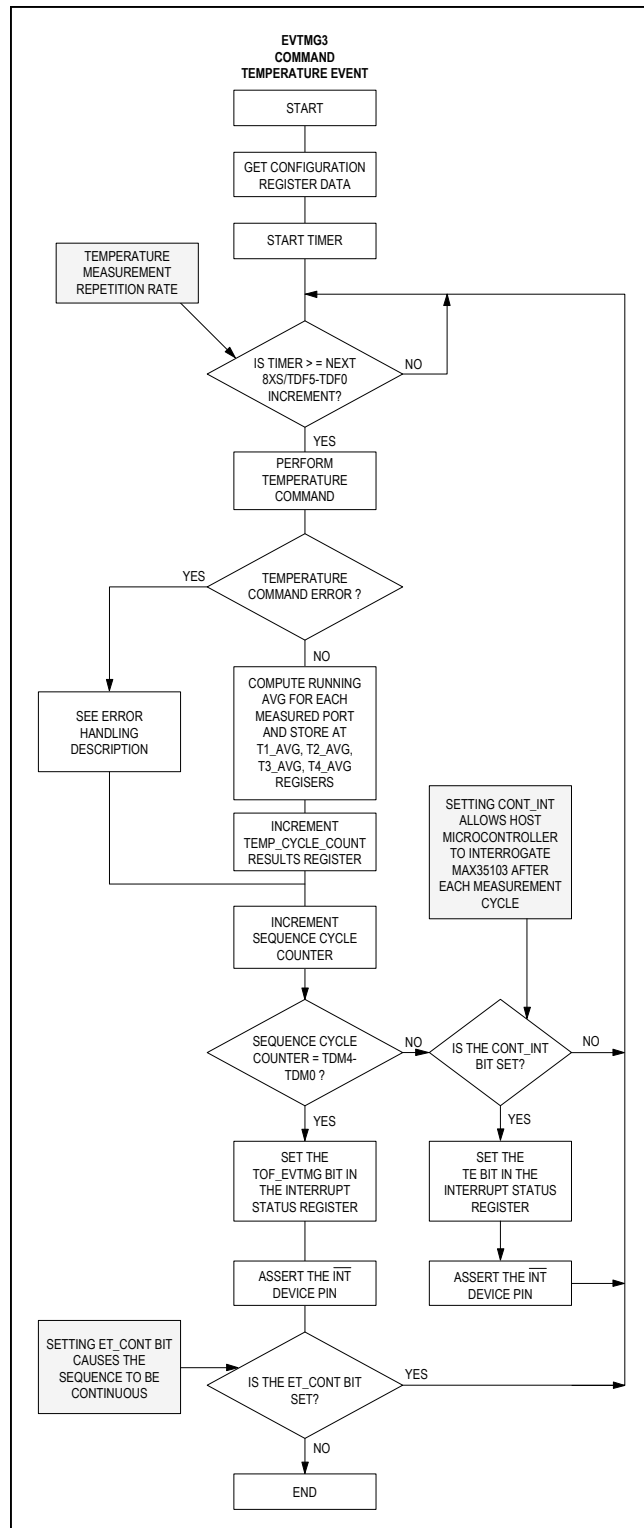 EVTMG3
COMMAND
TEMPERATURE EVENT
START
GET CONFIGURATION
REGISTER DATA
START TIMER
TEMPERATURE
MEASUREMENT
REPETITION RATE
IS TIMER > = NEXT
8XS/TDF5-TDF0
INCREMENT?
NO
YES
PERFORM
TEMPERATURE
COMMAND
YES
TEMPERATURE
COMMAND ERROR ?
NO
SEE ERROR
HANDLING
DESCRIPTION
COMPUTE RUNNING
AVG FOR EACH
MEASURED PORT
AND STORE AT
T1_AVG, T2_AVG,
T3_AVG, T4_AVG
REGISERS
INCREMENT
TEMP_CYCLE_COUNT
RESULTS REGISTER
SETTING CONT_INT
ALLOWS HOST
MICROCONTROLLER
TO INTERROGATE
MAX35103 AFTER
EACH MEASUREMENT
CYCLE
INCREMENT
SEQUENCE CYCLE
COUNTER
SEQUENCE CYCLE
COUNTER = TDM4-
TDM0 ?
NO
IS THE CONT_INT
BIT SET?
NO
YES
YES
SET THE
TOF_EVTMG BIT IN
THE INTERRUPT
STATUS REGISTER
SET THE
TE BIT IN THE
INTERRUPT STATUS
REGISTER
ASSERT THE INT
DEVICE PIN
ASSERT THE INT
DEVICE PIN
SETTING ET_CONT BIT
CAUSES THE
SEQUENCE TO BE
CONTINUOUS
IS THE ET_CONT BIT
SET?
YES
NO
END